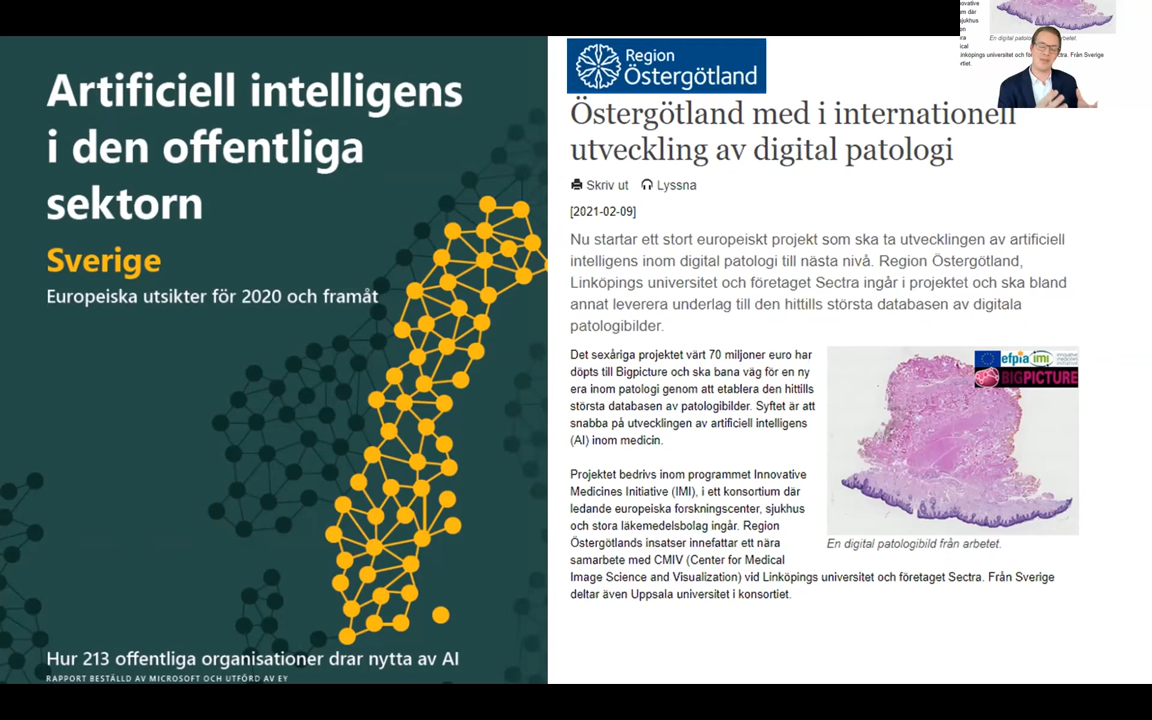 Artificiell intelligens
i den offentliga
sektorn
Sverige
Europeiska utsikter för 2020 och framåt
Hur 213 offentliga organisationer drar nytta av AI
RAPPORT BESTÄLLD AV MICROSOFT OCH UTFÖRD AV EY
Region
Östergötland
Östergötland med i internationell
utveckling av digital patologi
Skriv ut Lyssna
[2021-02-09]
Nu startar ett stort europeiskt projekt som ska ta utvecklingen av artificiell
intelligens inom digital patologi till nästa nivå. Region Östergötland,
Linköpings universitet och företaget Sectra ingår i projektet och ska bland
annat leverera underlag till den hittills största databasen av digitala
patologibilder.
Det sexåriga projektet värt 70 miljoner euro har
döpts till Bigpicture och ska bana väg för en ny
era inom patologi genom att etablera den hittills
största databasen av patologibilder. Syftet är att
snabba på utvecklingen av artificiell intelligens
(AI) inom medicin.
Projektet bedrivs inom programmet Innovative
Medicines Initiative (IMI), i ett konsortium där
ledande europeiska forskningscenter, sjukhus
och stora läkemedelsbolag ingår. Region
Östergötlands insatser innefattar ett nära
samarbete med CMIV (Center for Medical
Image Science and Visualization) vid Linköpings universitet och företaget Sectra. Från Sverige
deltar även Uppsala universitet i konsortiet.
efpia imi
BIGPICTURE
En digital patologibild från arbetet.